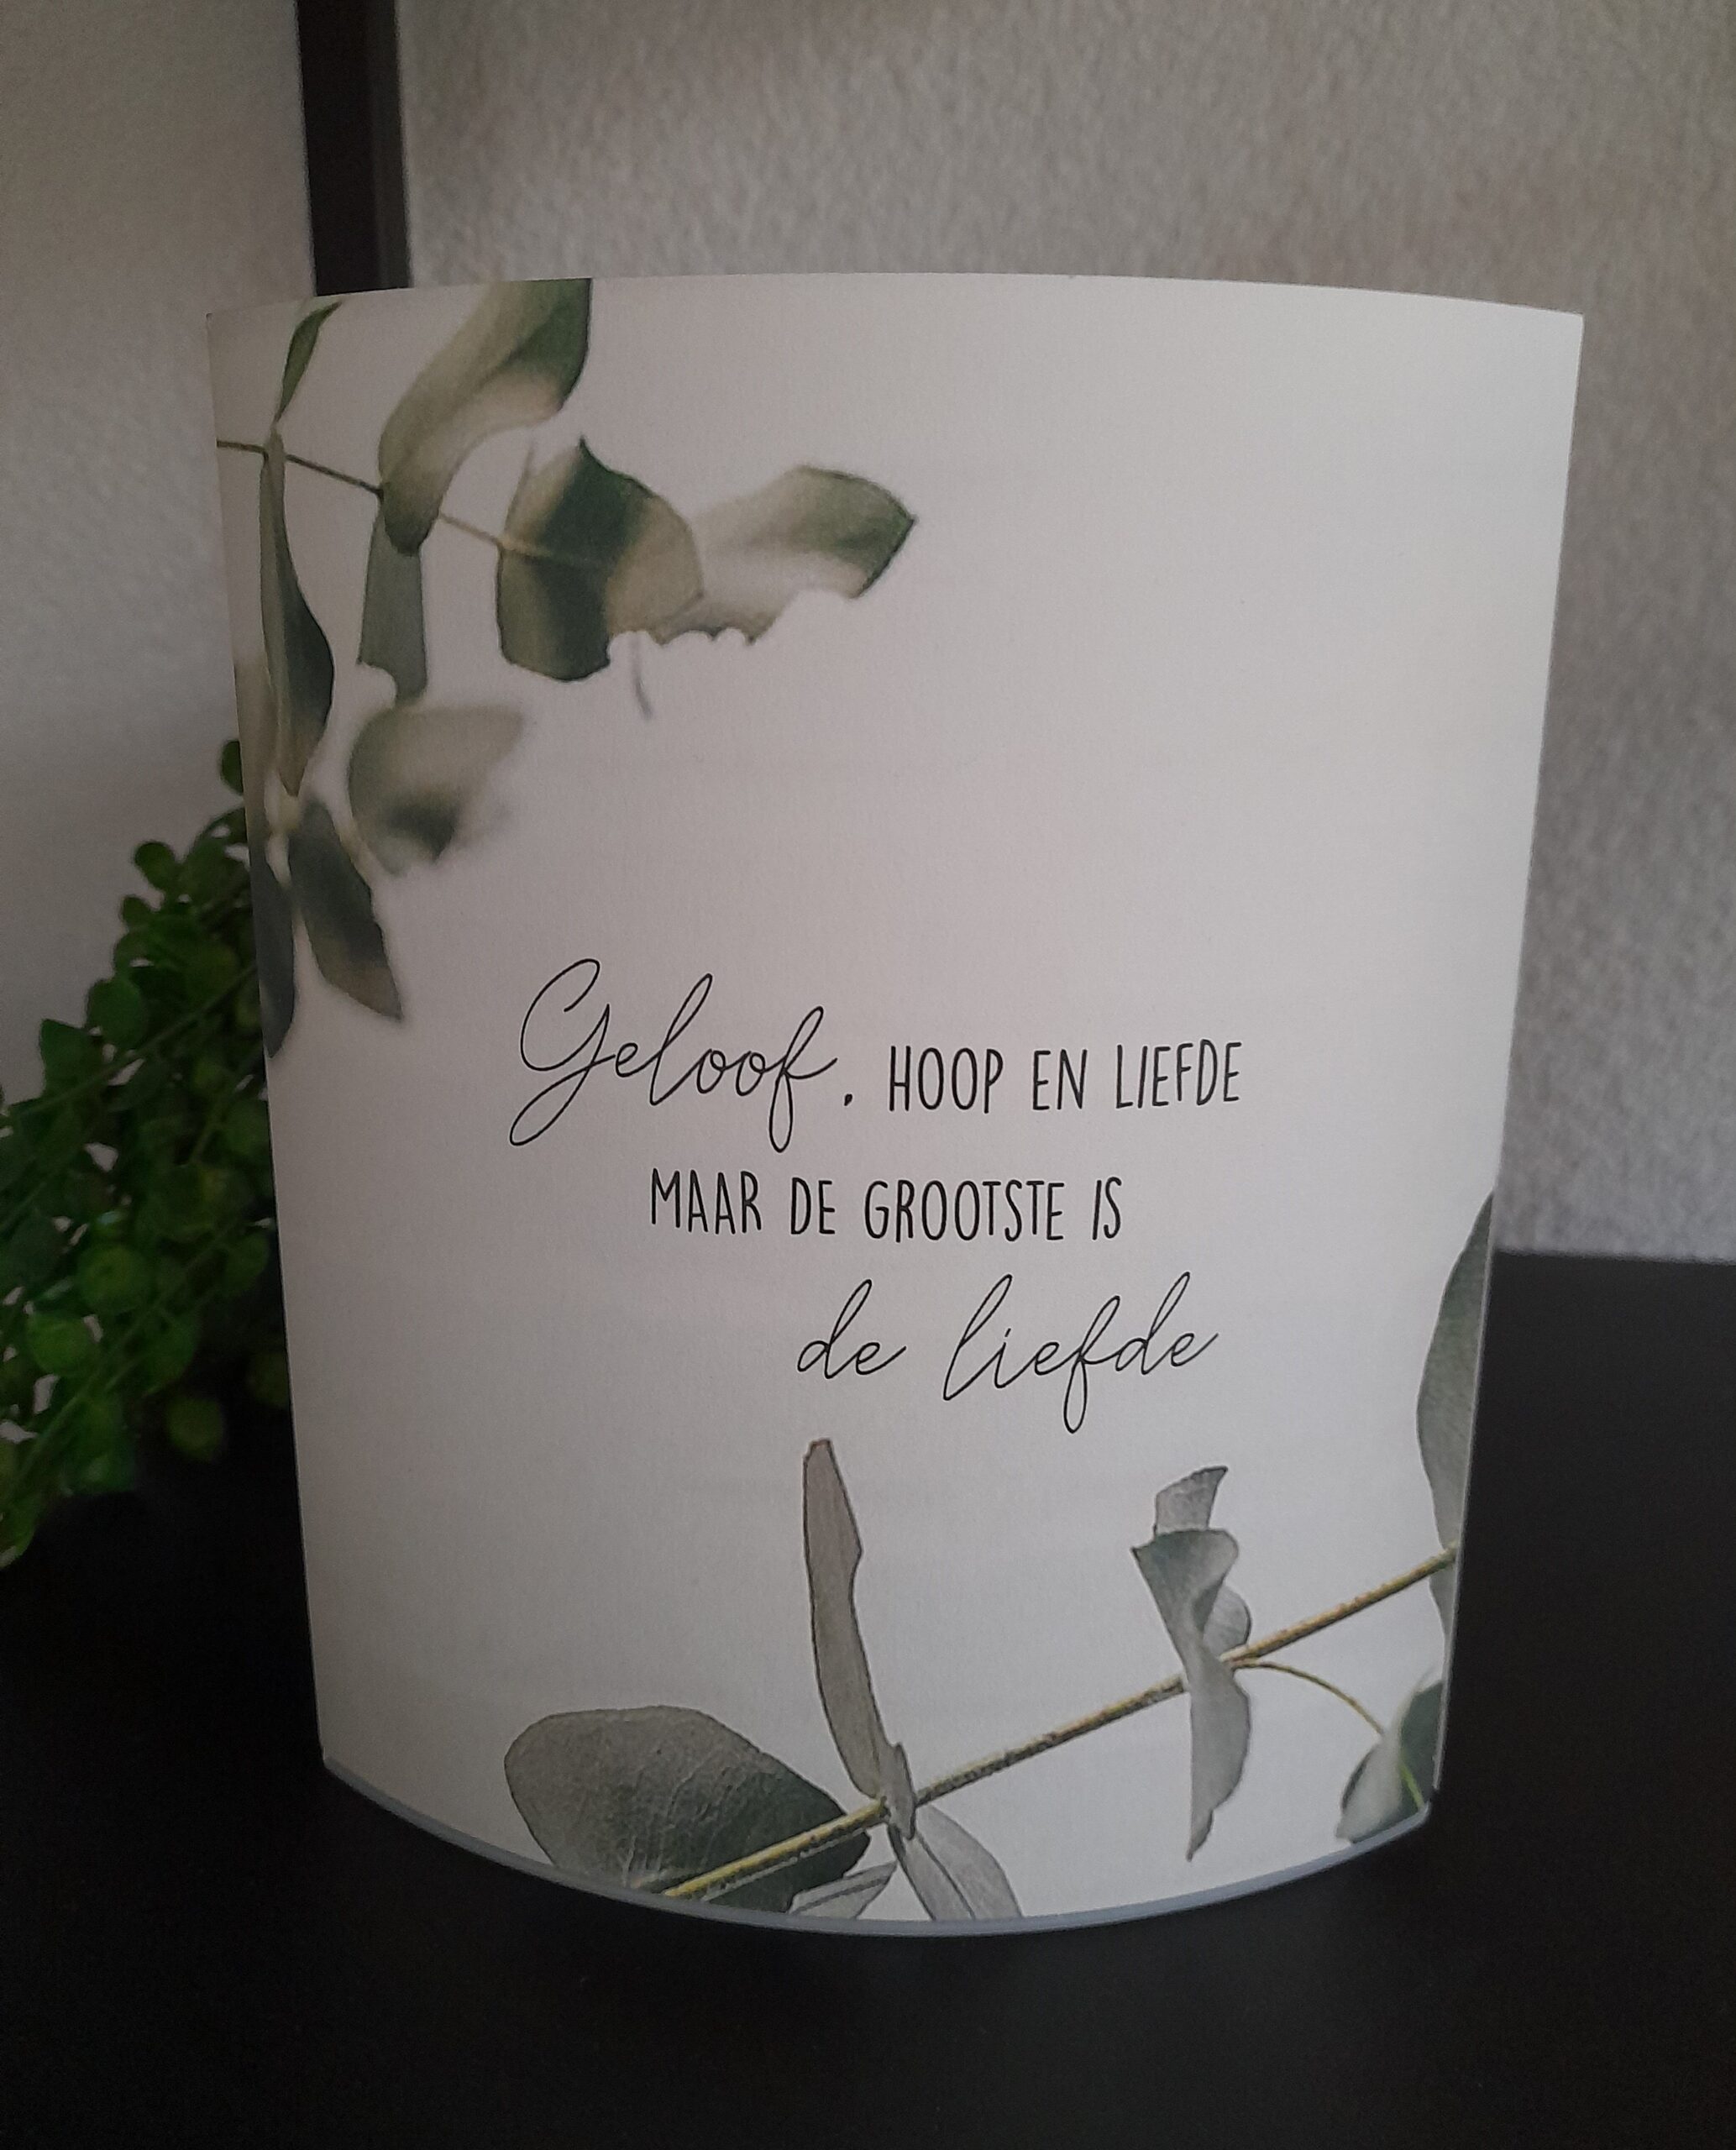 Geloof. HOOP EN LIEFDE
MAAR DE GROOTSTE IS
de liefde